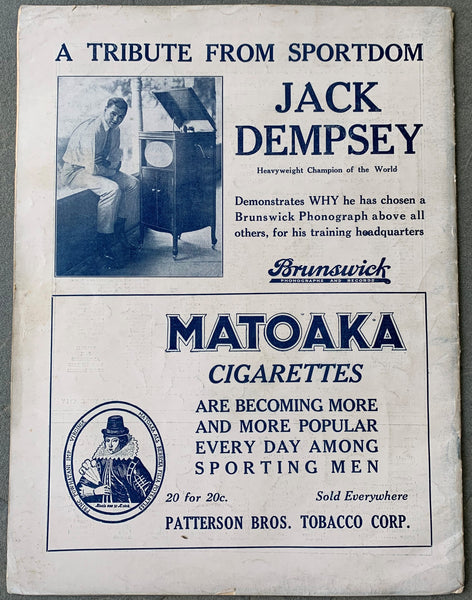 A TRIBUTE FROM SPORTDOM
JACK
DEMPSEY
Heavyweight Champion of the World
Demonstrates WHY he has chosen a
Brunswick Phonograph above all
others, for his training headquarters
Brunswick
PHONOGRAPHS AND RECORDS
MATOAKA
CIGARETTES
ARE BECOMING MORE
AND MORE POPULAR
EVERY DAY AMONG
SPORTING MEN
20 for 20c. Sold Everywhere
PATTERSON BROS. TOBACCO CORP.